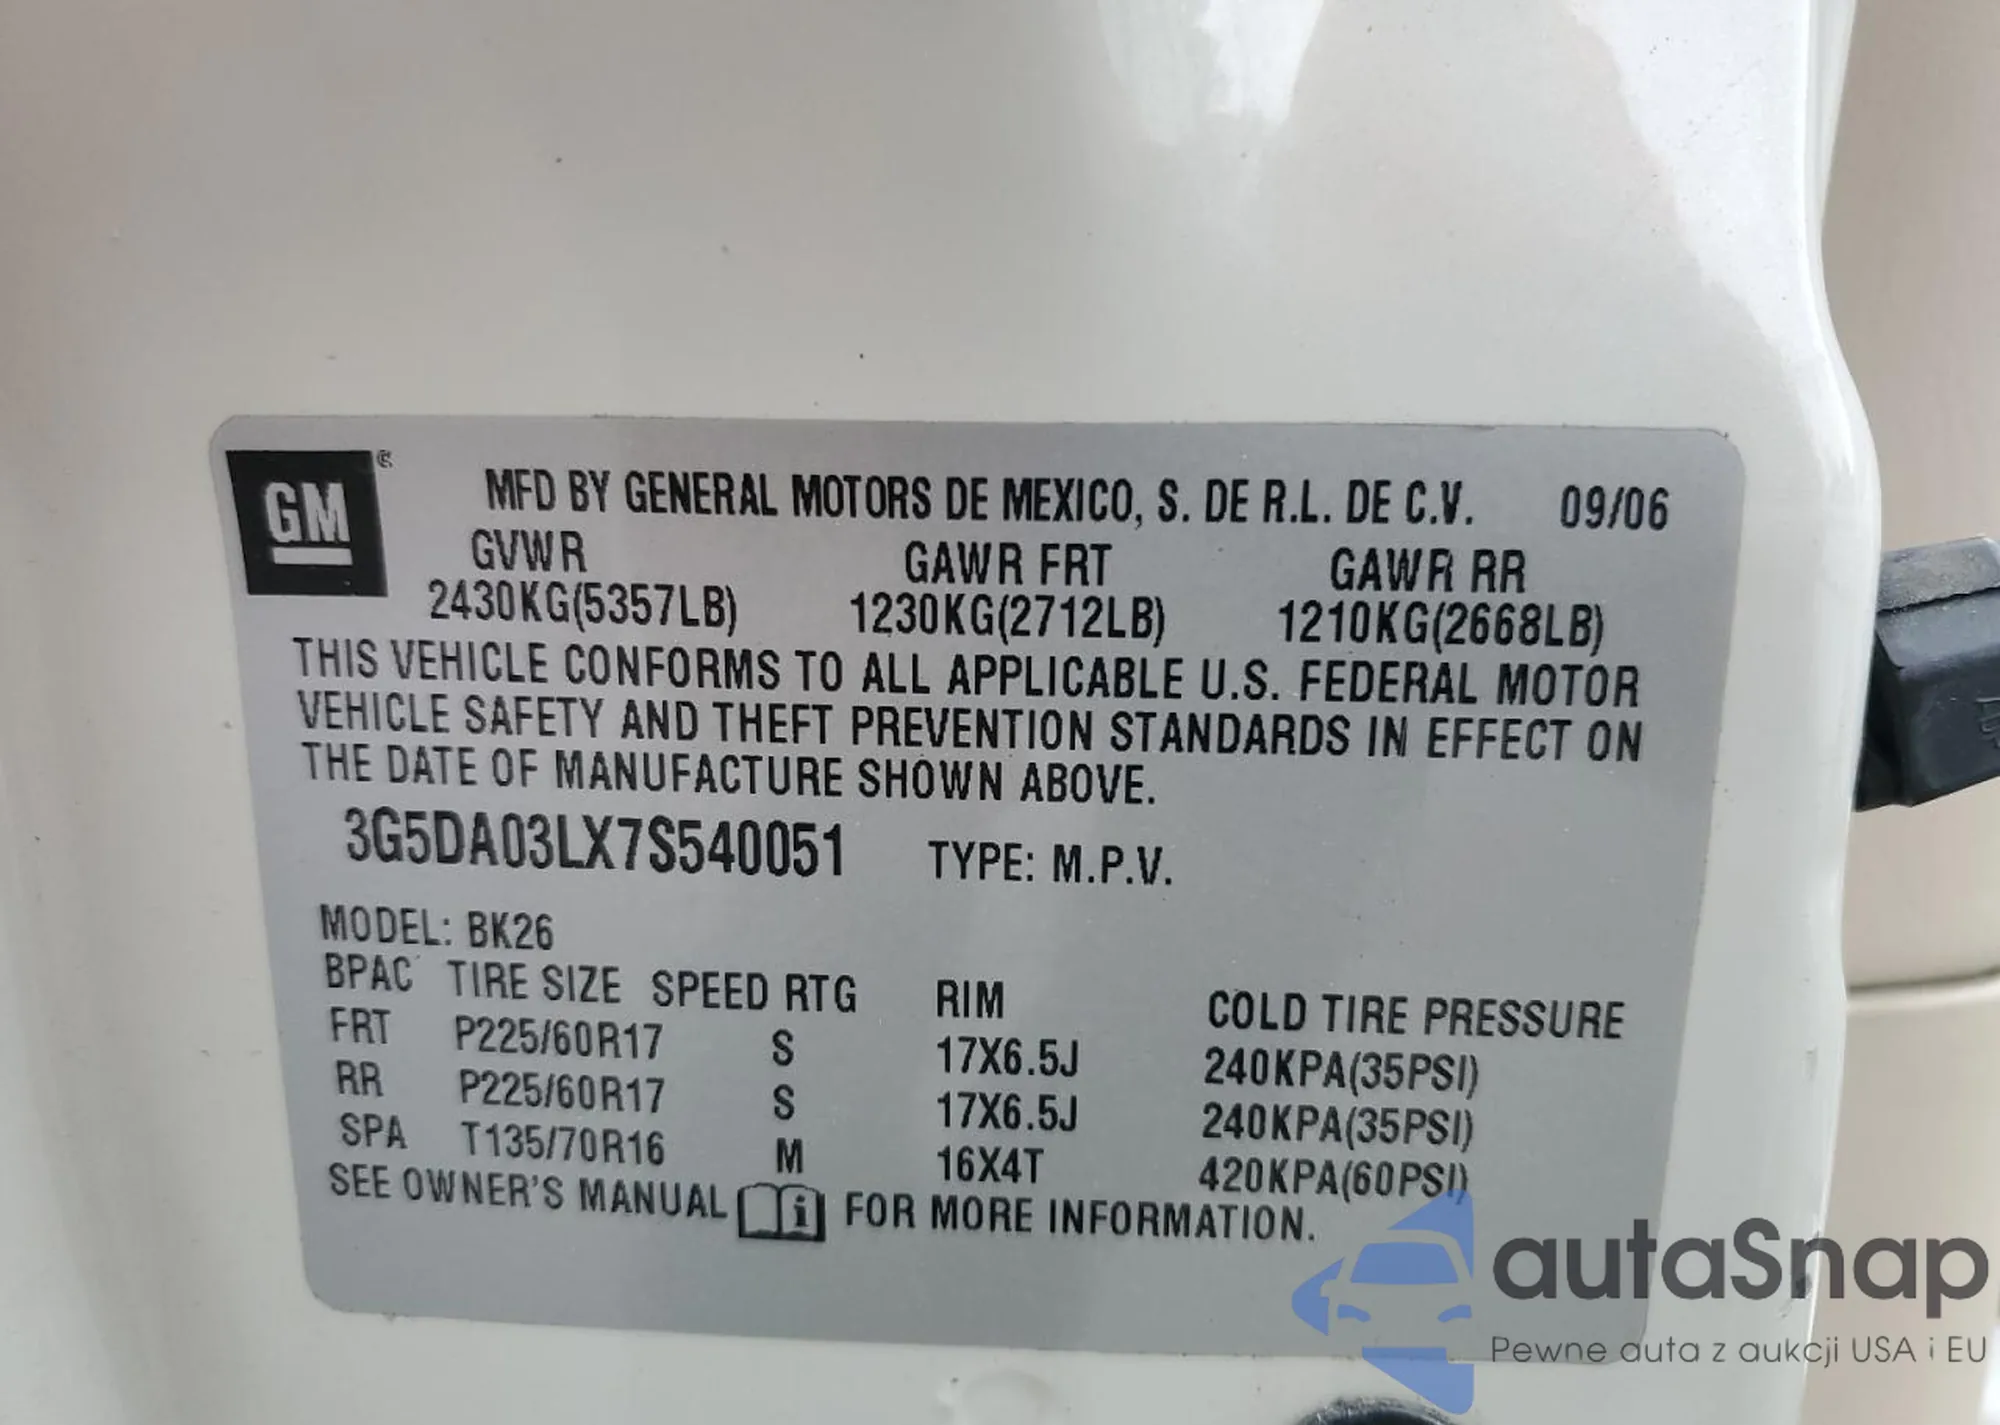 GM
MFD BY GENERAL MOTORS DE MEXICO, S. DE R.L. DE C.V. 09/06
GVWR GAWR FRT GAWR RR
2430KG(5357LB) 1230KG(2712LB) 1210KG(2668LB)
THIS VEHICLE CONFORMS TO ALL APPLICABLE U.S. FEDERAL MOTOR
VEHICLE SAFETY AND THEFT PREVENTION STANDARDS IN EFFECT ON
THE DATE OF MANUFACTURE SHOWN ABOVE.
3G5DA03LX7S540051 TYPE: M.P.V.
MODEL: BK26
BPAC TIRE SIZE SPEED RTG RIM COLD TIRE PRESSURE
FRT P225/60R17 S 17X6.5J 240KPA(35PSI)
RR P225/60R17 S 17X6.5J 240KPA(35PSI)
SPA T135/70R16 M 16X4T 420KPA(60PSI)
SEE OWNER'S MANUAL i FOR MORE INFORMATION.
autaSnap
Pewne auta z aukcji USA i EU